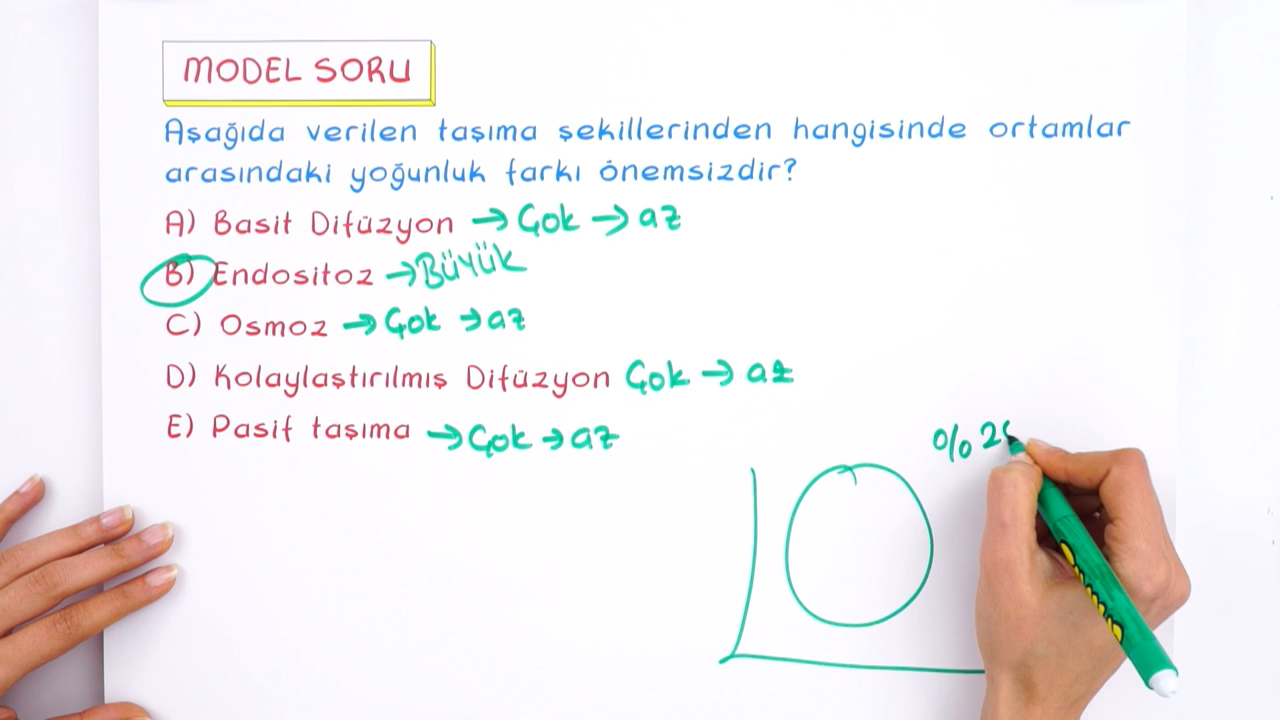 MODEL SORU
Aşağıda verilen taşıma şekillerinden hangisinde ortamlar
arasındaki yoğunluk farkı önemsizdir?
A) Basit Difüzyon → Çok → az
B) Endositoz → Büyük
C) Osmoz → Çok → az
D) Kolaylaştırılmış Difüzyon Çok → az
E) Pasif taşıma → Çok → az